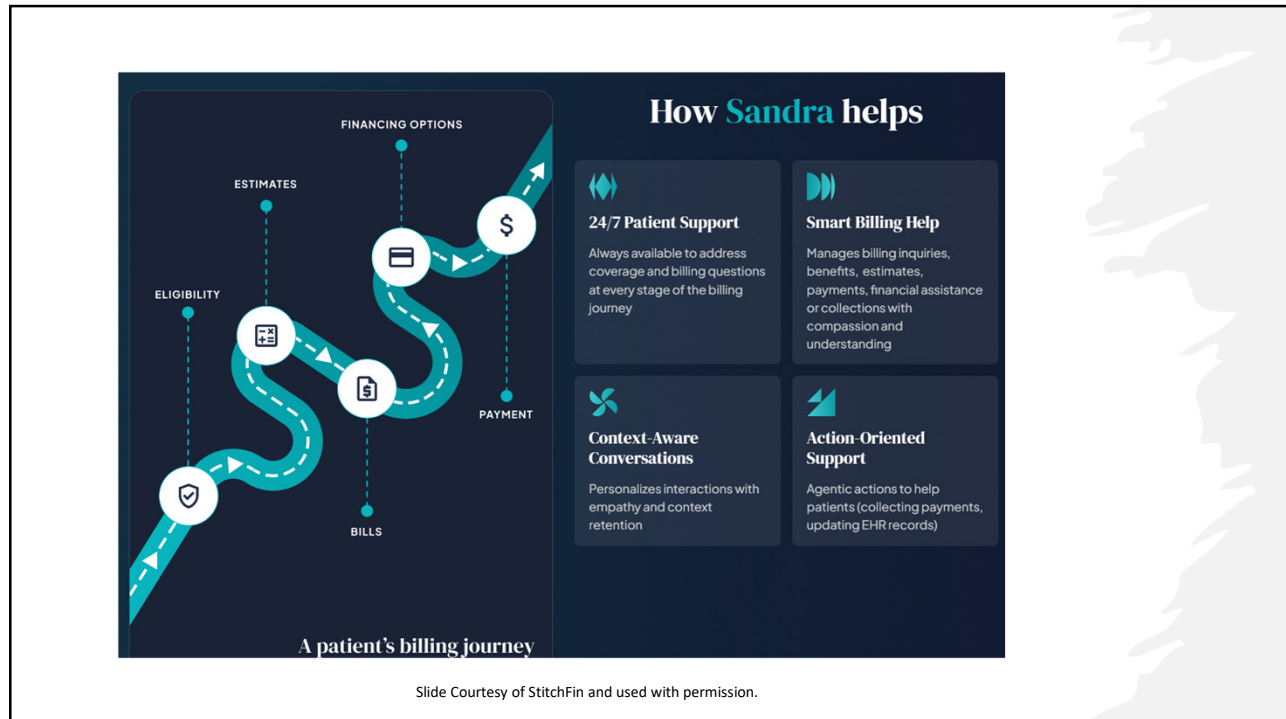 FINANCING OPTIONS
ESTIMATES
ELIGIBILITY
PAYMENT
BILLS
A patient's billing journey
How Sandra helps
24/7 Patient Support
Always available to address
coverage and billing questions
at every stage of the billing
journey
Smart Billing Help
Manages billing inquiries,
benefits, estimates,
payments, financial assistance
or collections with
compassion and
understanding
Context-Aware
Conversations
Personalizes interactions with
empathy and context
retention
Action-Oriented
Support
Agentic actions to help
patients (collecting payments,
updating EHR records)
Slide Courtesy of StitchFin and used with permission.